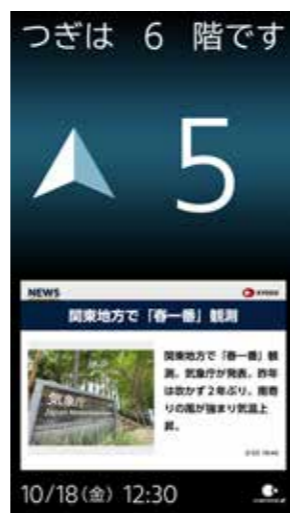 つぎは 6 階です
5
NEWS
関東地方で「春一番」観測
気象庁
関東地方で「春一番」観
測。気象庁が発表。昨年
は吹かず2年ぶり。南寄
りの風が強まり気温上
昇。
10/18(金) 12:30